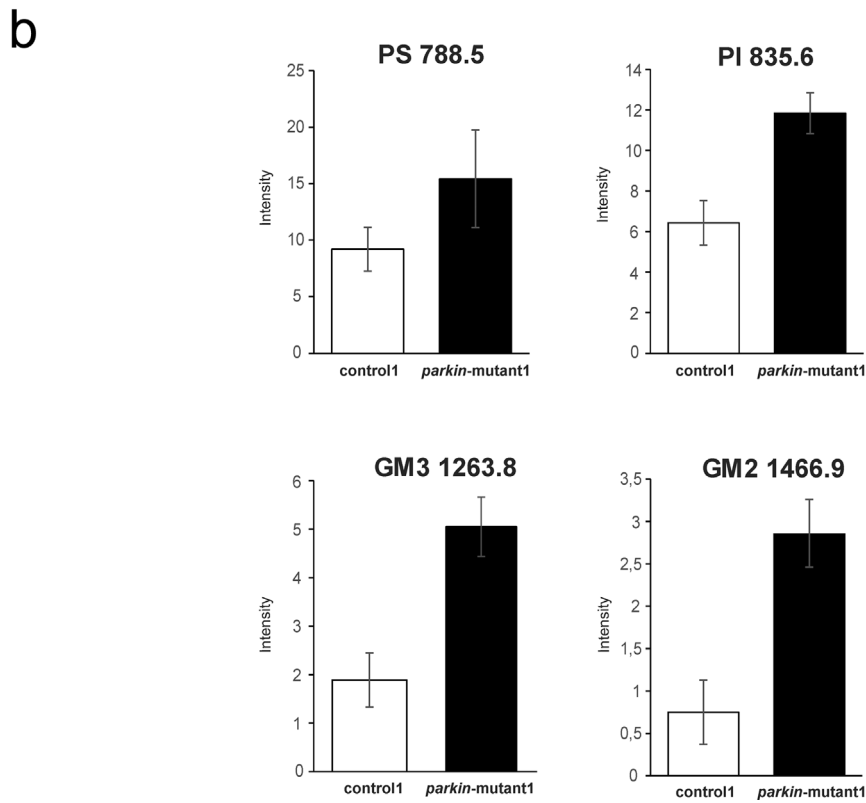 b
PS 788.5
25
20
15
10
5
0
Intensity
control1
parkin-mutant1
PI 835.6
14
12
10
8
6
4
2
0
Intensity
control1
parkin-mutant1
GM3 1263.8
6
5
4
3
2
1
0
Intensity
control1
parkin-mutant1
GM2 1466.9
3,5
3
2,5
2
1,5
1
0,5
0
Intensity
control1
parkin-mutant1